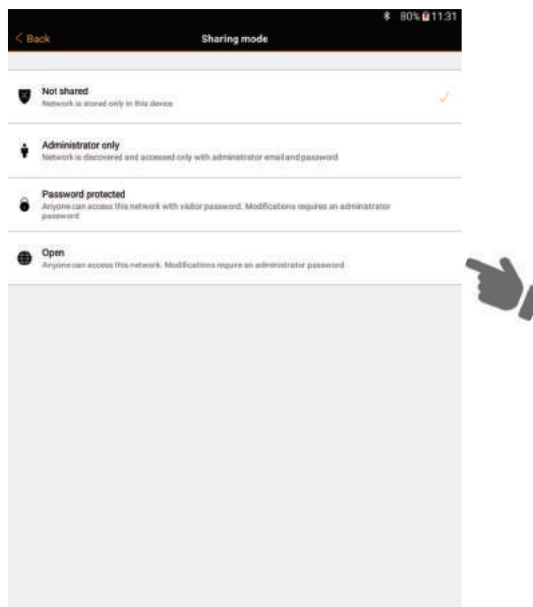 80% 11:31
< Back Sharing mode
Not shared
Network is stored only in this device
Administrator only
Network is discovered and accessed only with administrator email and password
Password protected
Anyone can access this network with visitor password. Modifications requires an administrator
password
Open
Anyone can access this network. Modifications require an administrator password